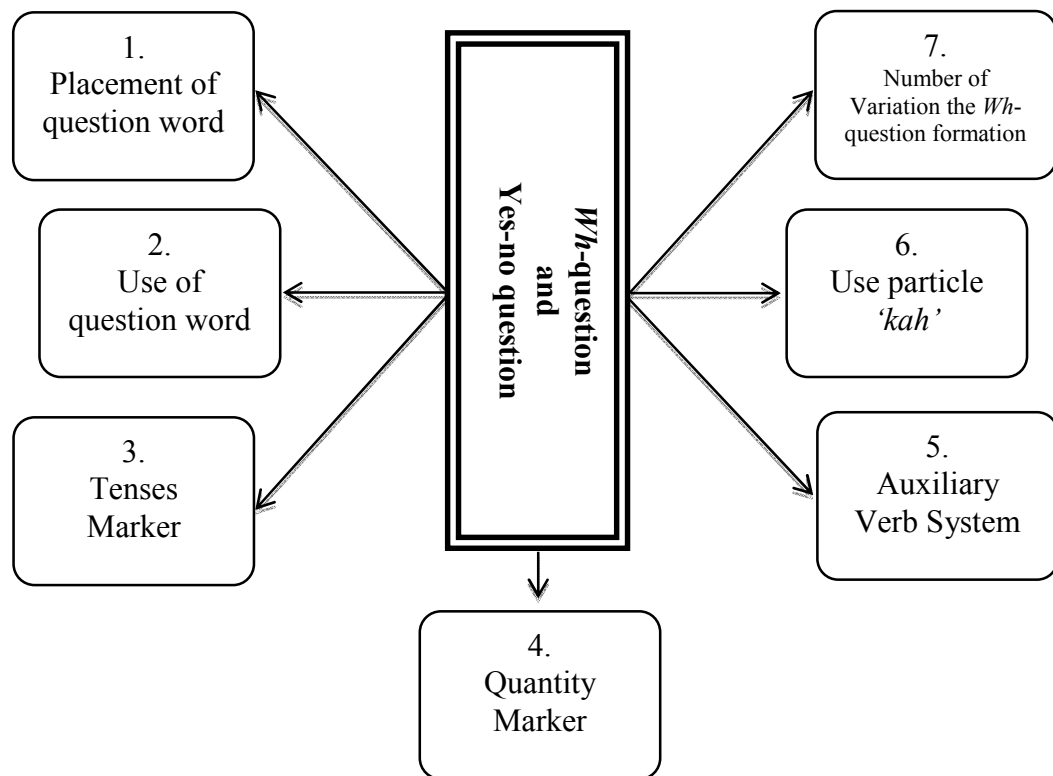 1.
Placement of
question word
2.
Use of
question word
3.
Tenses
Marker
Wh-question
and
Yes-no question
4.
Quantity
Marker
7.
Number of
Variation the Wh-
question formation
6.
Use particle
‘kah’
5.
Auxiliary
Verb System